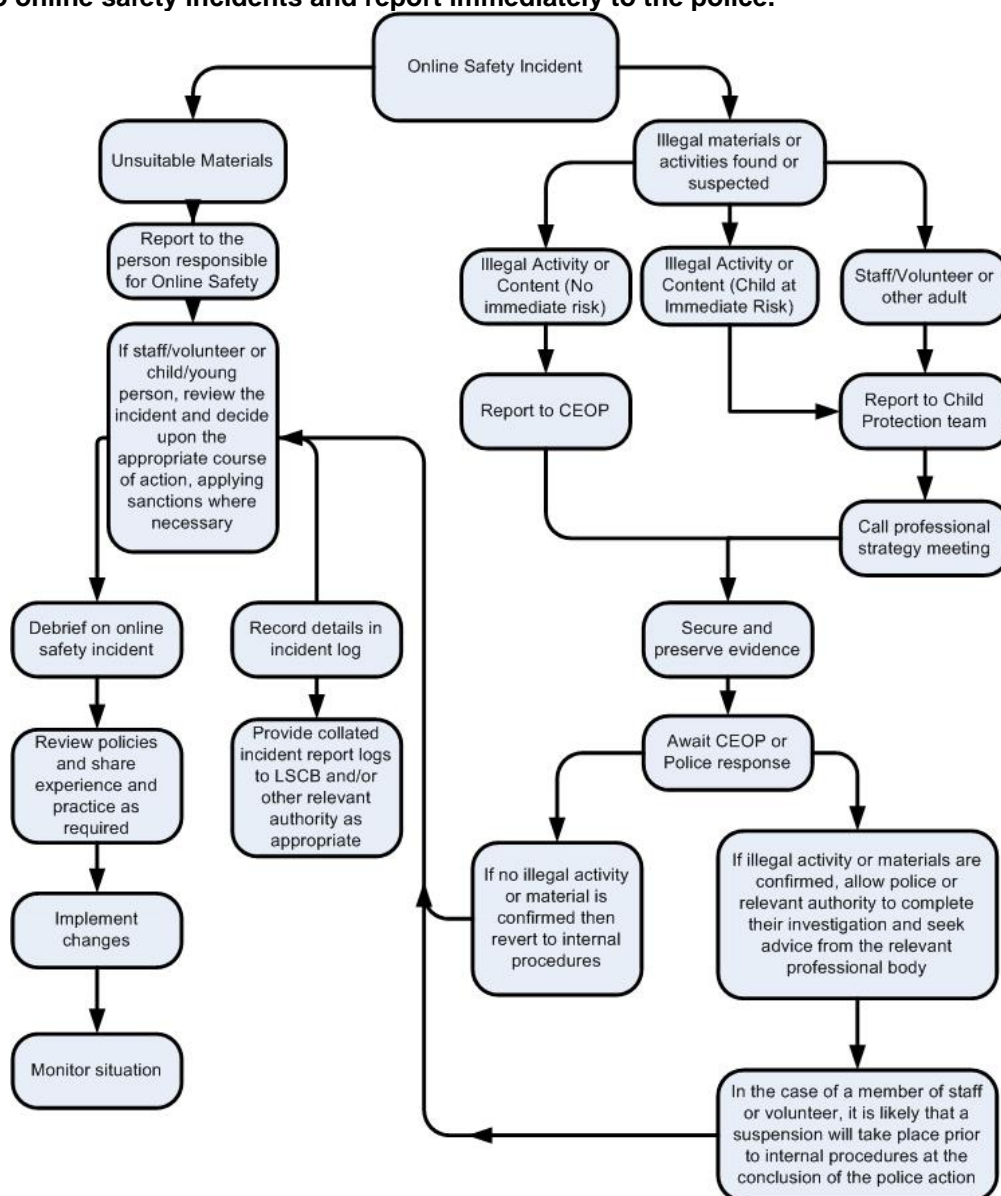 online safety incidents and report immediately to the police.
Online Safety Incident
Unsuitable Materials
Illegal materials or
activities found or
suspected
Report to the
person responsible
for Online Safety
Illegal Activity or
Content (No
immediate risk)
Illegal Activity or
Content (Child at
Immediate Risk)
Staff/Volunteer or
other adult
If staff/volunteer or
child/young
person, review the
incident and decide
upon the
appropriate course
of action, applying
sanctions where
necessary
Report to CEOP
Report to Child
Protection team
Call professional
strategy meeting
Debrief on online
safety incident
Record details in
incident log
Secure and
preserve evidence
Review policies
and share
experience and
practice as
required
Provide collated
incident report logs
to LSCB and/or
other relevant
authority as
appropriate
Await CEOP or
Police response
If no illegal activity
or material is
confirmed then
revert to internal
procedures
If illegal activity or materials are
confirmed, allow police or
relevant authority to complete
their investigation and seek
advice from the relevant
professional body
Implement
changes
Monitor situation
In the case of a member of staff
or volunteer, it is likely that a
suspension will take place prior
to internal procedures at the
conclusion of the police action